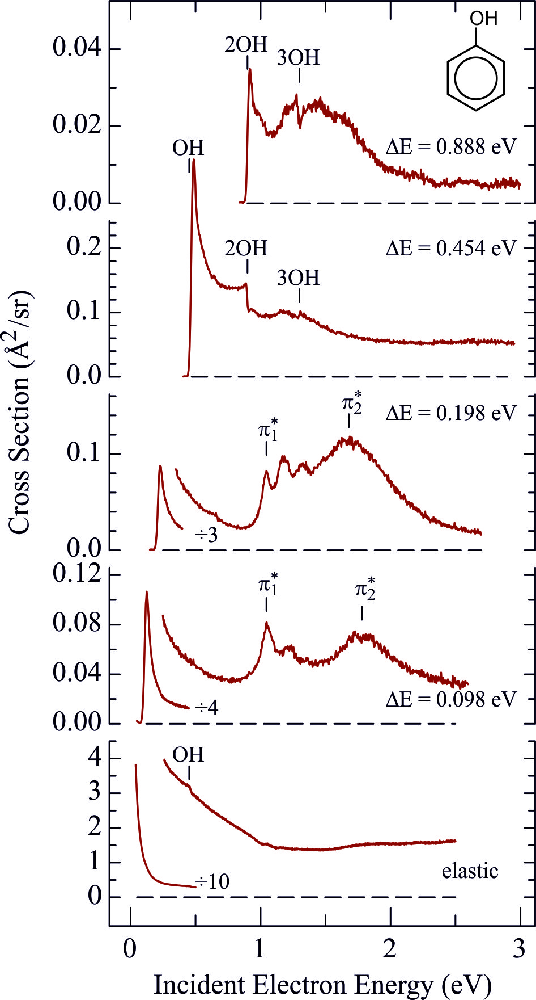 OH
0.04
2OH
3OH
0.02
OH
ΔE = 0.888 eV
0.00
0.2
2OH
ΔE = 0.454 eV
3OH
0.1
0.0
Cross Section (Å²/sr)
π₂*
ΔE = 0.198 eV
π₁*
0.1
÷3
0.0
0.12
π₁*
π₂*
0.08
0.04
÷4
ΔE = 0.098 eV
0.00
4
OH
3
2
1
÷10
elastic
0
0 1 2 3
Incident Electron Energy (eV)